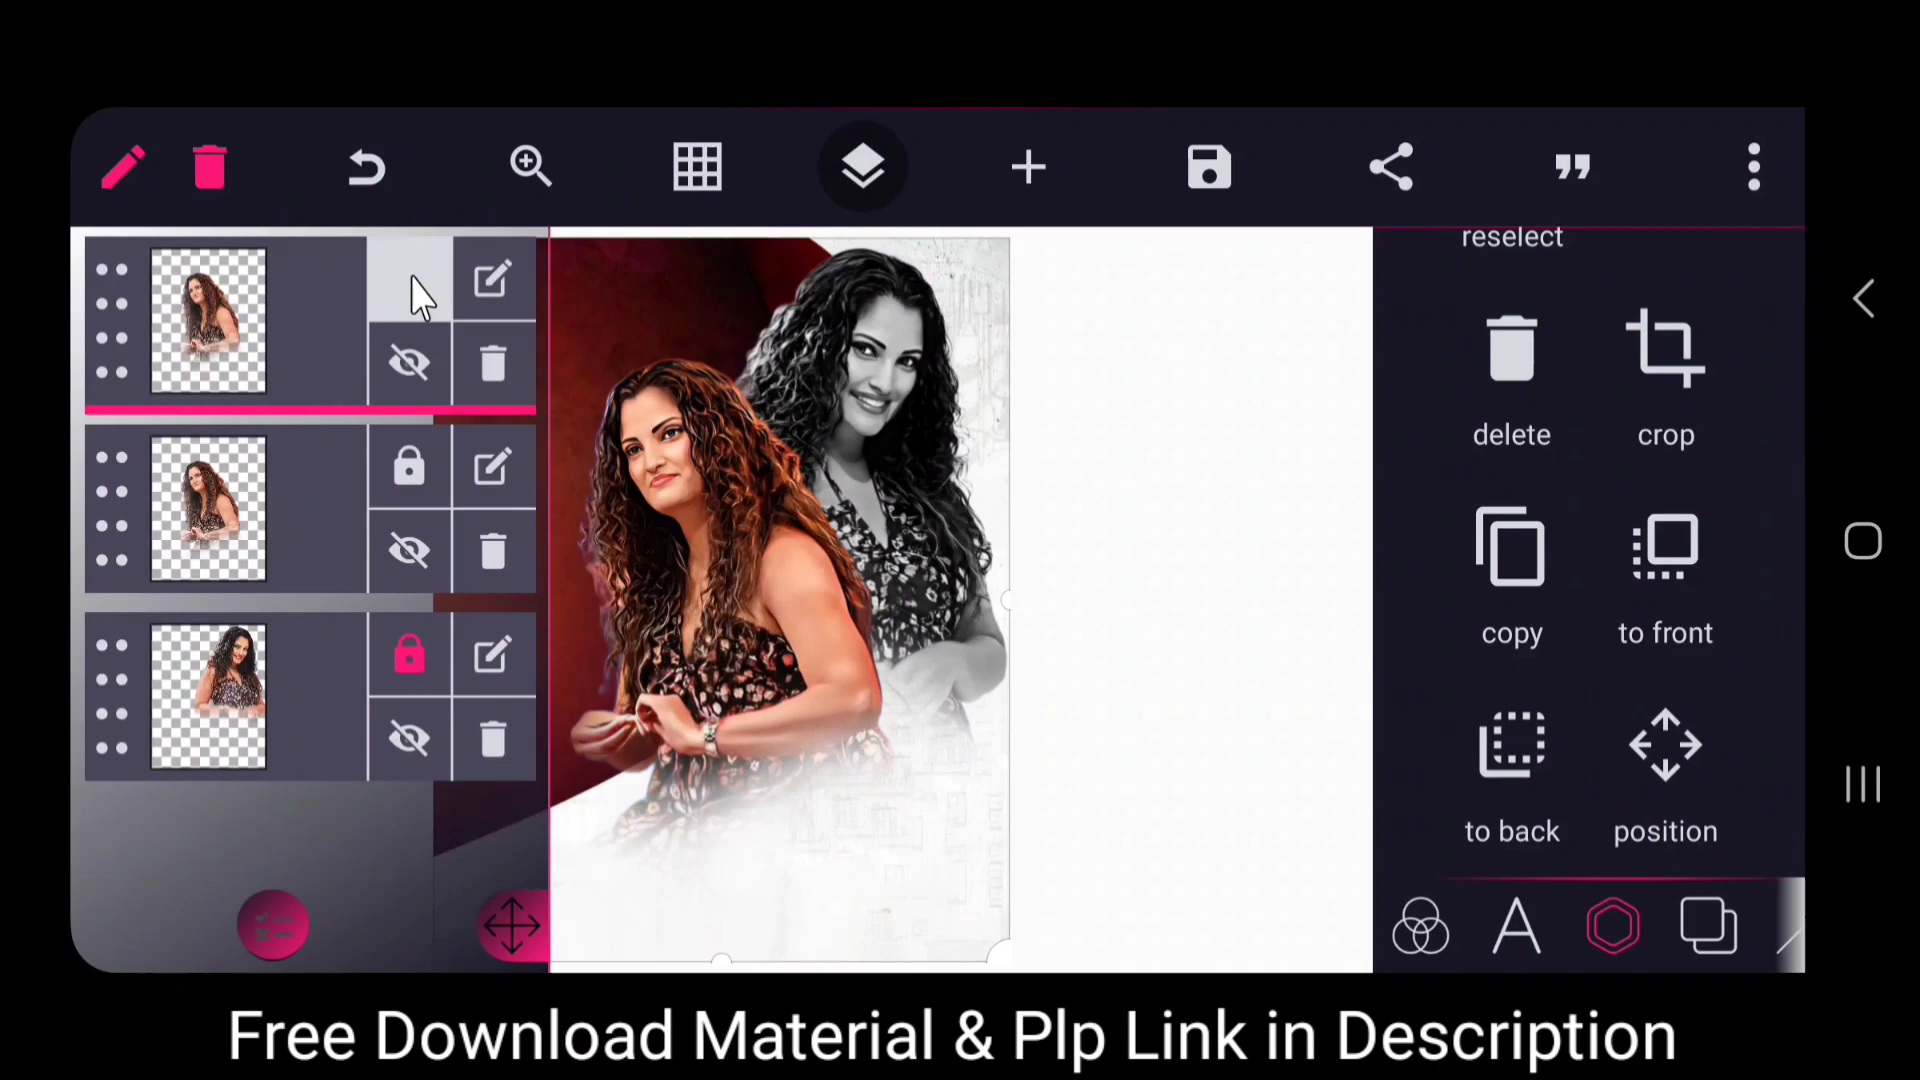 reselect
delete
crop
copy
to front
to back
position
Free Download Material & Plp Link in Description